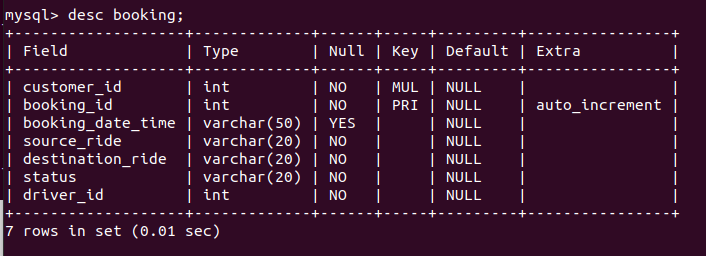 mysql> desc booking;
+-------------------+-------------+------+-----+---------+----------------+
| Field             | Type        | Null | Key | Default | Extra          |
+-------------------+-------------+------+-----+---------+----------------+
| customer_id       | int         | NO   | MUL | NULL    |                |
| booking_id        | int         | NO   | PRI | NULL    | auto_increment |
| booking_date_time | varchar(50) | YES  |     | NULL    |                |
| source_ride       | varchar(20) | NO   |     | NULL    |                |
| destination_ride  | varchar(20) | NO   |     | NULL    |                |
| status            | varchar(20) | NO   |     | NULL    |                |
| driver_id         | int         | NO   |     | NULL    |                |
+-------------------+-------------+------+-----+---------+----------------+
7 rows in set (0.01 sec)